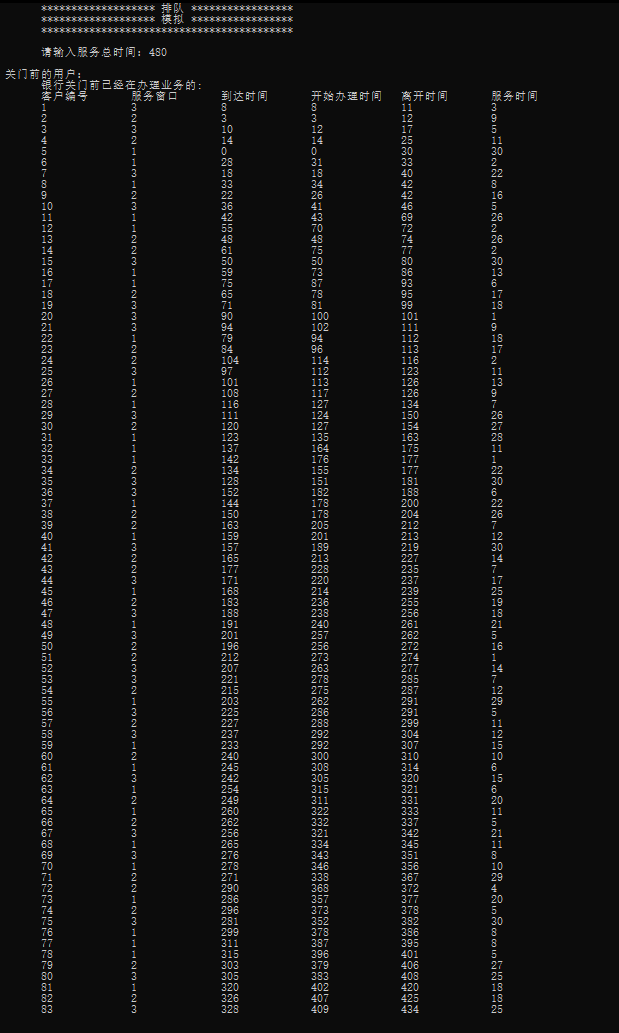 ******************* 排队 *****************
******************* 模拟 *****************
******************************************
请输入服务总时间: 480
关门前的用户:
银行关门前已经在办理业务的:
客户编号 服务窗口 到达时间 开始办理时间 离开时间 服务时间
1 3 8 8 11 3
2 2 3 3 12 9
3 3 10 12 17 5
4 2 14 14 25 11
5 1 0 0 30 30
6 1 28 31 33 2
7 3 18 18 40 22
8 1 33 34 42 8
9 2 22 26 42 16
10 3 36 41 46 5
11 1 42 43 69 26
12 1 55 70 72 2
13 2 48 48 74 26
14 2 61 75 77 2
15 3 50 50 80 30
16 1 59 73 86 13
17 1 75 87 93 6
18 2 65 78 95 17
19 3 71 81 99 18
20 3 90 100 101 1
21 3 94 102 111 9
22 1 79 94 112 18
23 2 84 96 113 17
24 2 104 114 116 2
25 3 97 112 123 11
26 1 101 113 126 13
27 2 108 117 126 9
28 1 116 127 134 7
29 3 111 124 150 26
30 2 120 127 154 27
31 1 123 135 163 28
32 1 137 164 175 11
33 1 142 176 177 1
34 2 134 155 177 22
35 3 128 151 181 30
36 3 152 182 188 6
37 1 144 178 200 22
38 2 150 178 204 26
39 2 163 205 212 7
40 1 159 201 213 12
41 3 157 189 219 30
42 2 165 213 227 14
43 2 177 228 235 7
44 3 171 220 237 17
45 1 168 214 239 25
46 2 183 236 255 19
47 3 188 238 256 18
48 1 191 240 261 21
49 3 201 257 262 5
50 2 196 256 272 16
51 2 212 273 274 1
52 3 207 263 277 14
53 3 221 278 285 7
54 2 215 275 287 12
55 1 203 262 291 29
56 3 225 286 291 5
57 2 227 288 299 11
58 3 237 292 304 12
59 1 233 292 307 15
60 2 240 300 310 10
61 1 245 308 314 6
62 3 242 305 320 15
63 1 254 315 321 6
64 2 249 311 331 20
65 1 260 322 333 11
66 2 262 332 337 5
67 3 256 321 342 21
68 1 265 334 345 11
69 3 276 343 351 8
70 1 278 346 356 10
71 2 271 338 367 29
72 2 290 368 372 4
73 1 286 357 377 20
74 2 296 373 378 5
75 3 281 352 382 30
76 1 299 378 386 8
77 1 311 387 395 8
78 1 315 396 401 5
79 2 303 379 406 27
80 3 305 383 408 25
81 1 320 402 420 18
82 2 326 407 425 18
83 3 328 409 434 25